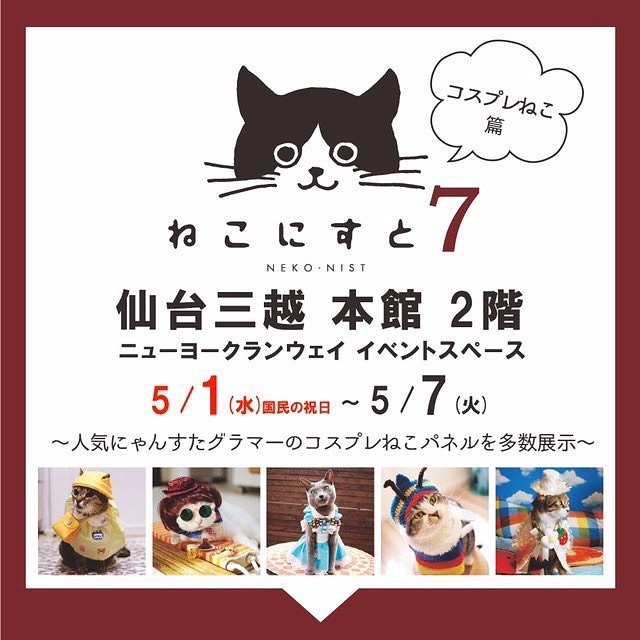 コスプレねこ
篇
ねこにすと7
NEKO-NIST
仙台三越 本館 2階
ニューヨークランウェイ イベントスペース
5/1(水)国民の祝日 ~ 5/7(火)
～人気にゃんすたグラマーのコスプレねこパネルを多数展示～